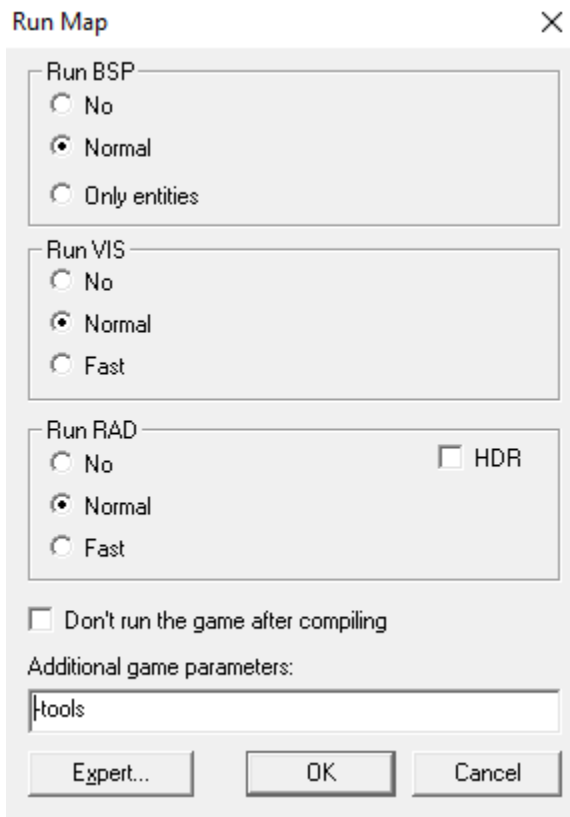 Run Map
Run BSP
No
Normal
Only entities
Run VIS
No
Normal
Fast
Run RAD
No
HDR
Normal
Fast
Don't run the game after compiling
Additional game parameters:
-tools
Expert...
OK
Cancel